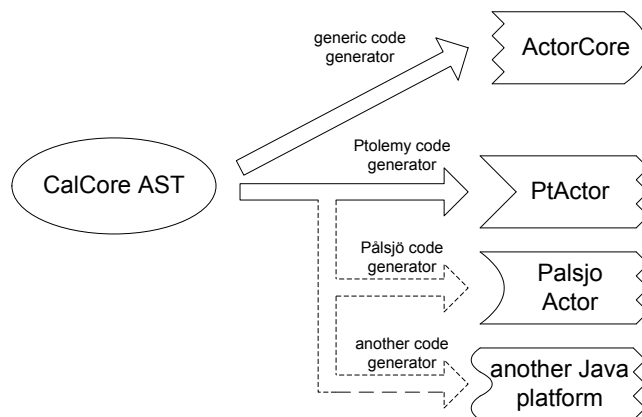 generic code
generator
ActorCore
CalCore AST
Ptolemy code
generator
PtActor
Pålsjö code
generator
Palsjo
Actor
another code
generator
another Java
platform